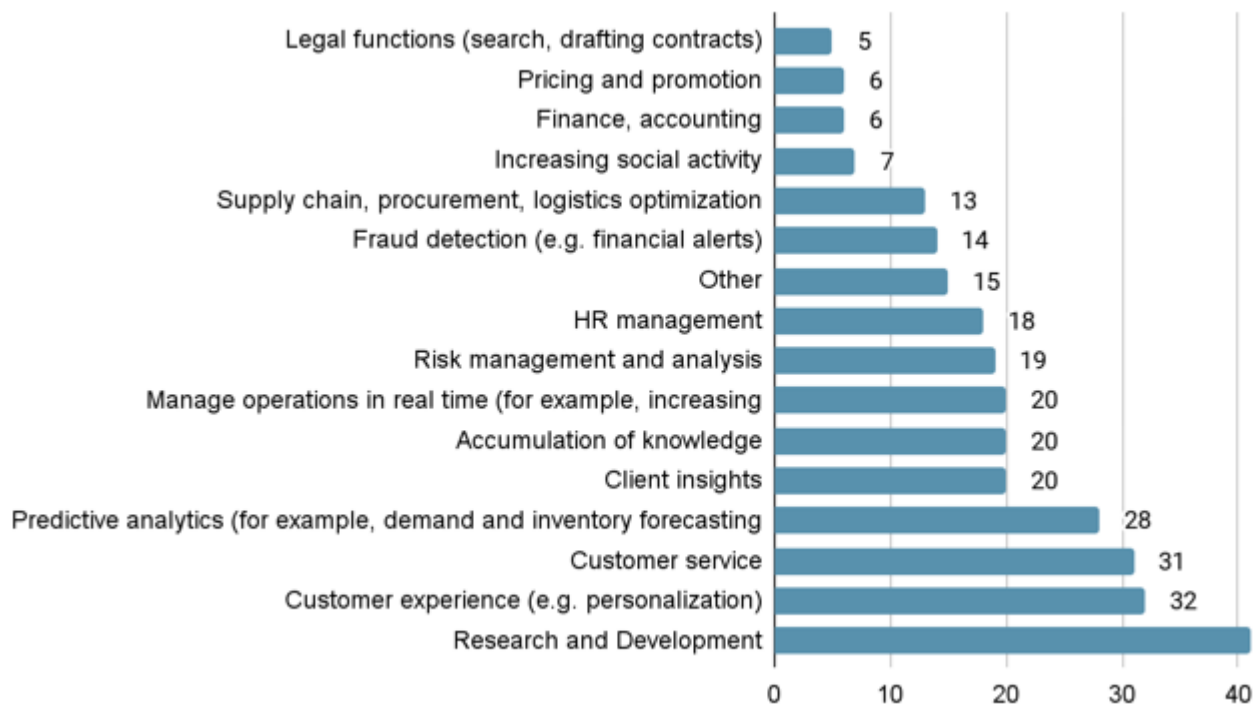 Legal functions (search, drafting contracts) 5
Pricing and promotion 6
Finance, accounting 6
Increasing social activity 7
Supply chain, procurement, logistics optimization 13
Fraud detection (e.g. financial alerts) 14
Other 15
HR management 18
Risk management and analysis 19
Manage operations in real time (for example, increasing 20
Accumulation of knowledge 20
Client insights 20
Predictive analytics (for example, demand and inventory forecasting 28
Customer service 31
Customer experience (e.g. personalization) 32
Research and Development
0 10 20 30 40